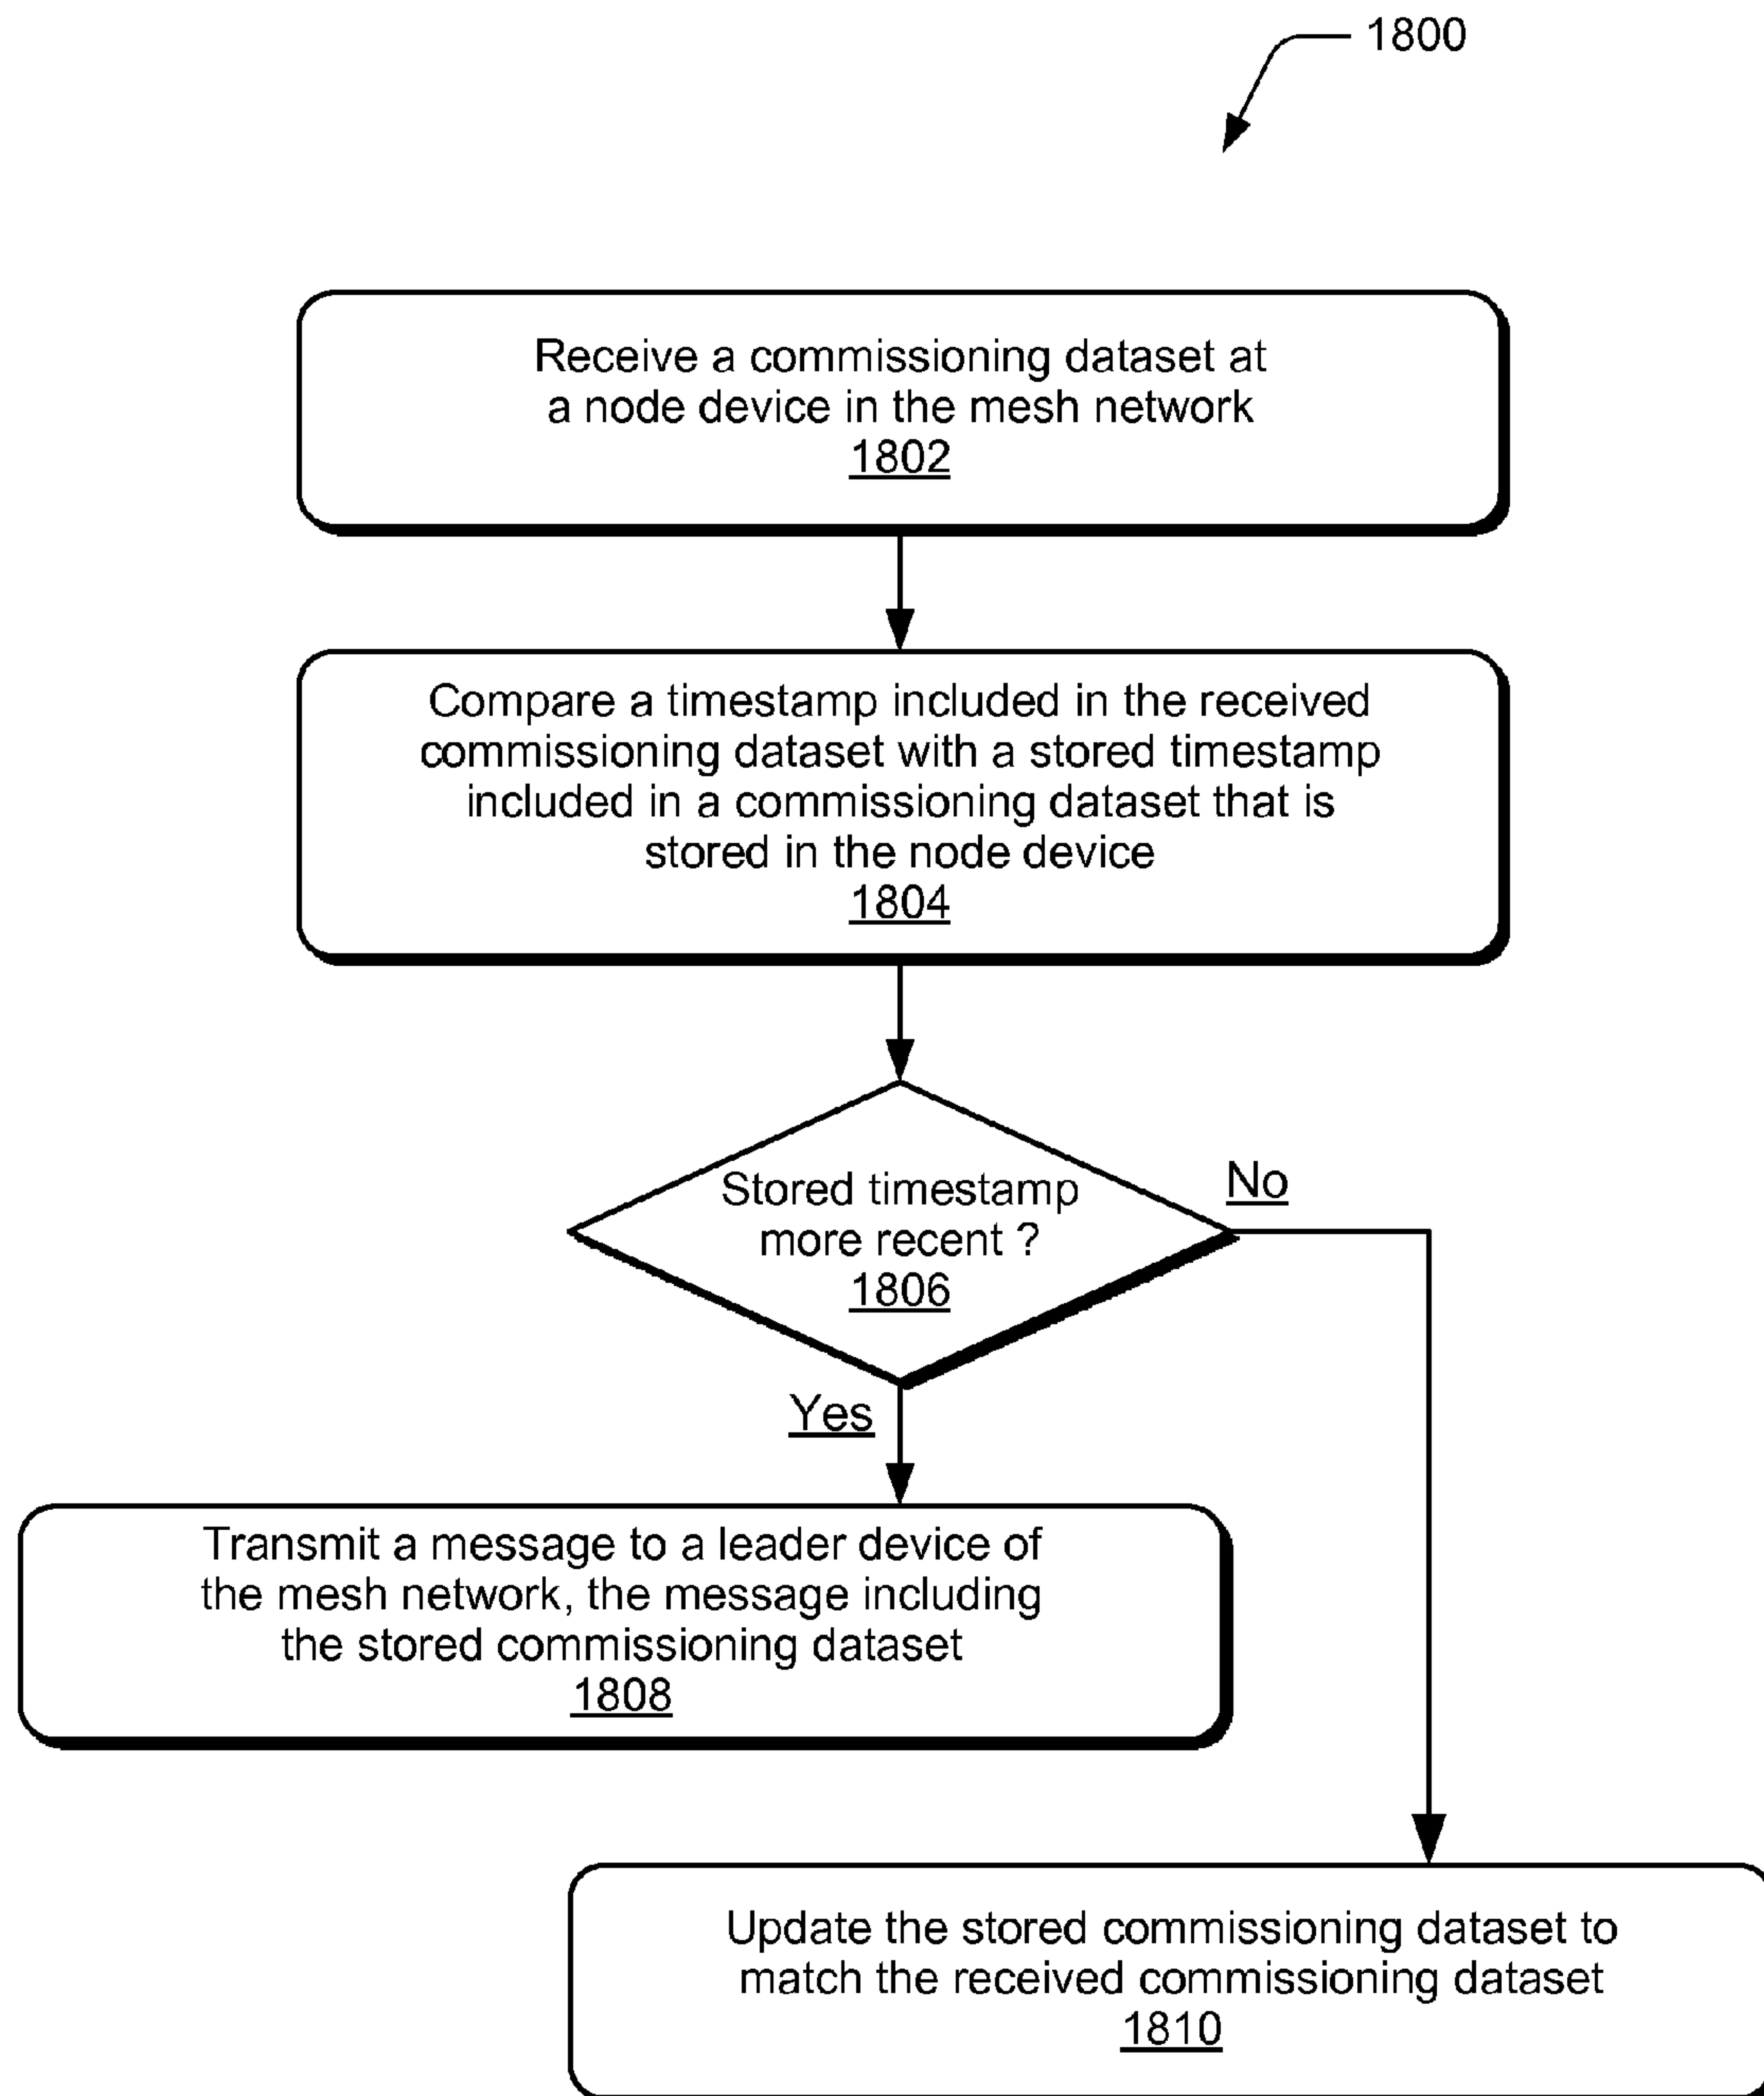 1800
Receive a commissioning dataset at
a node device in the mesh network
1802
Compare a timestamp included in the received
commissioning dataset with a stored timestamp
included in a commissioning dataset that is
stored in the node device
1804
Stored timestamp
more recent ?
1806
No
Yes
Transmit a message to a leader device of
the mesh network, the message including
the stored commissioning dataset
1808
Update the stored commissioning dataset to
match the received commissioning dataset
1810